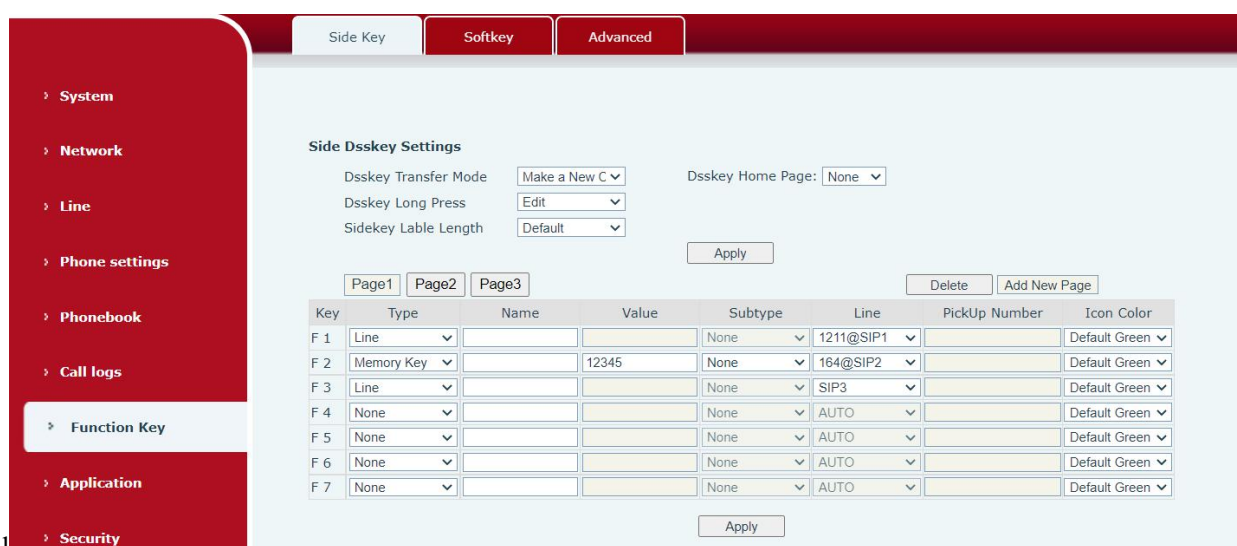 Side Key Softkey Advanced
System
Network
Line
Phone settings
Phonebook
Call logs
Function Key
Application
Security
Side Dsskey Settings
Dsskey Transfer Mode Make a New C Dsskey Home Page: None
Dsskey Long Press Edit
Sidekey Lable Length Default
Apply
Page1 Page2 Page3 Delete Add New Page
Key Type Name Value Subtype Line PickUp Number Icon Color
F 1 Line None 1211@SIP1 Default Green
F 2 Memory Key 12345 None 164@SIP2 Default Green
F 3 Line None SIP3 Default Green
F 4 None None AUTO Default Green
F 5 None None AUTO Default Green
F 6 None None AUTO Default Green
F 7 None None AUTO Default Green
Apply
1